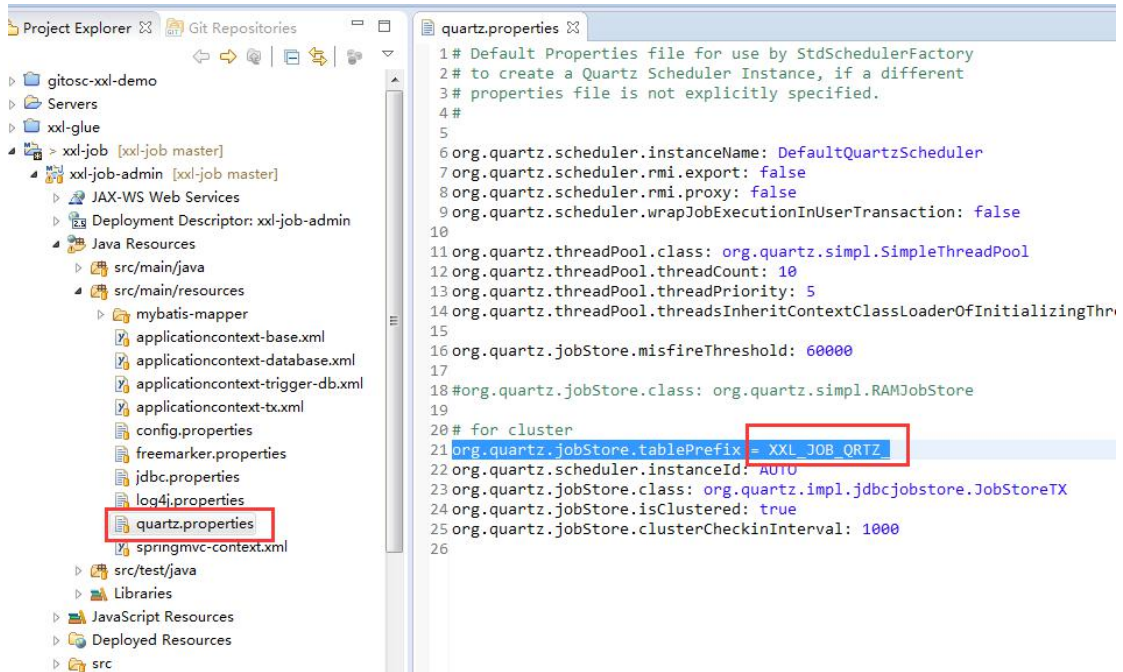 Project Explorer
Git Repositories
gitosc-xxl-demo
Servers
xxl-glue
> xxl-job [xxl-job master]
xxl-job-admin [xxl-job master]
JAX-WS Web Services
Deployment Descriptor: xxl-job-admin
Java Resources
src/main/java
src/main/resources
mybatis-mapper
applicationcontext-base.xml
applicationcontext-database.xml
applicationcontext-trigger-db.xml
applicationcontext-tx.xml
config.properties
freemarker.properties
jdbc.properties
log4j.properties
quartz.properties
springmvc-context.xml
src/test/java
Libraries
JavaScript Resources
Deployed Resources
src
quartz.properties
1 # Default Properties file for use by StdSchedulerFactory
2 # to create a Quartz Scheduler Instance, if a different
3 # properties file is not explicitly specified.
4 #
5
6 org.quartz.scheduler.instanceName: DefaultQuartzScheduler
7 org.quartz.scheduler.rmi.export: false
8 org.quartz.scheduler.rmi.proxy: false
9 org.quartz.scheduler.wrapJobExecutionInUserTransaction: false
10
11 org.quartz.threadPool.class: org.quartz.simpl.SimpleThreadPool
12 org.quartz.threadPool.threadCount: 10
13 org.quartz.threadPool.threadPriority: 5
14 org.quartz.threadPool.threadsInheritContextClassLoaderOfInitializingThre
15
16 org.quartz.jobStore.misfireThreshold: 60000
17
18 #org.quartz.jobStore.class: org.quartz.simpl.RAMJobStore
19
20 # for cluster
21 org.quartz.jobStore.tablePrefix = XXL_JOB_QRTZ_
22 org.quartz.scheduler.instanceId: AUTO
23 org.quartz.jobStore.class: org.quartz.impl.jdbcjobstore.JobStoreTX
24 org.quartz.jobStore.isClustered: true
25 org.quartz.jobStore.clusterCheckinInterval: 1000
26